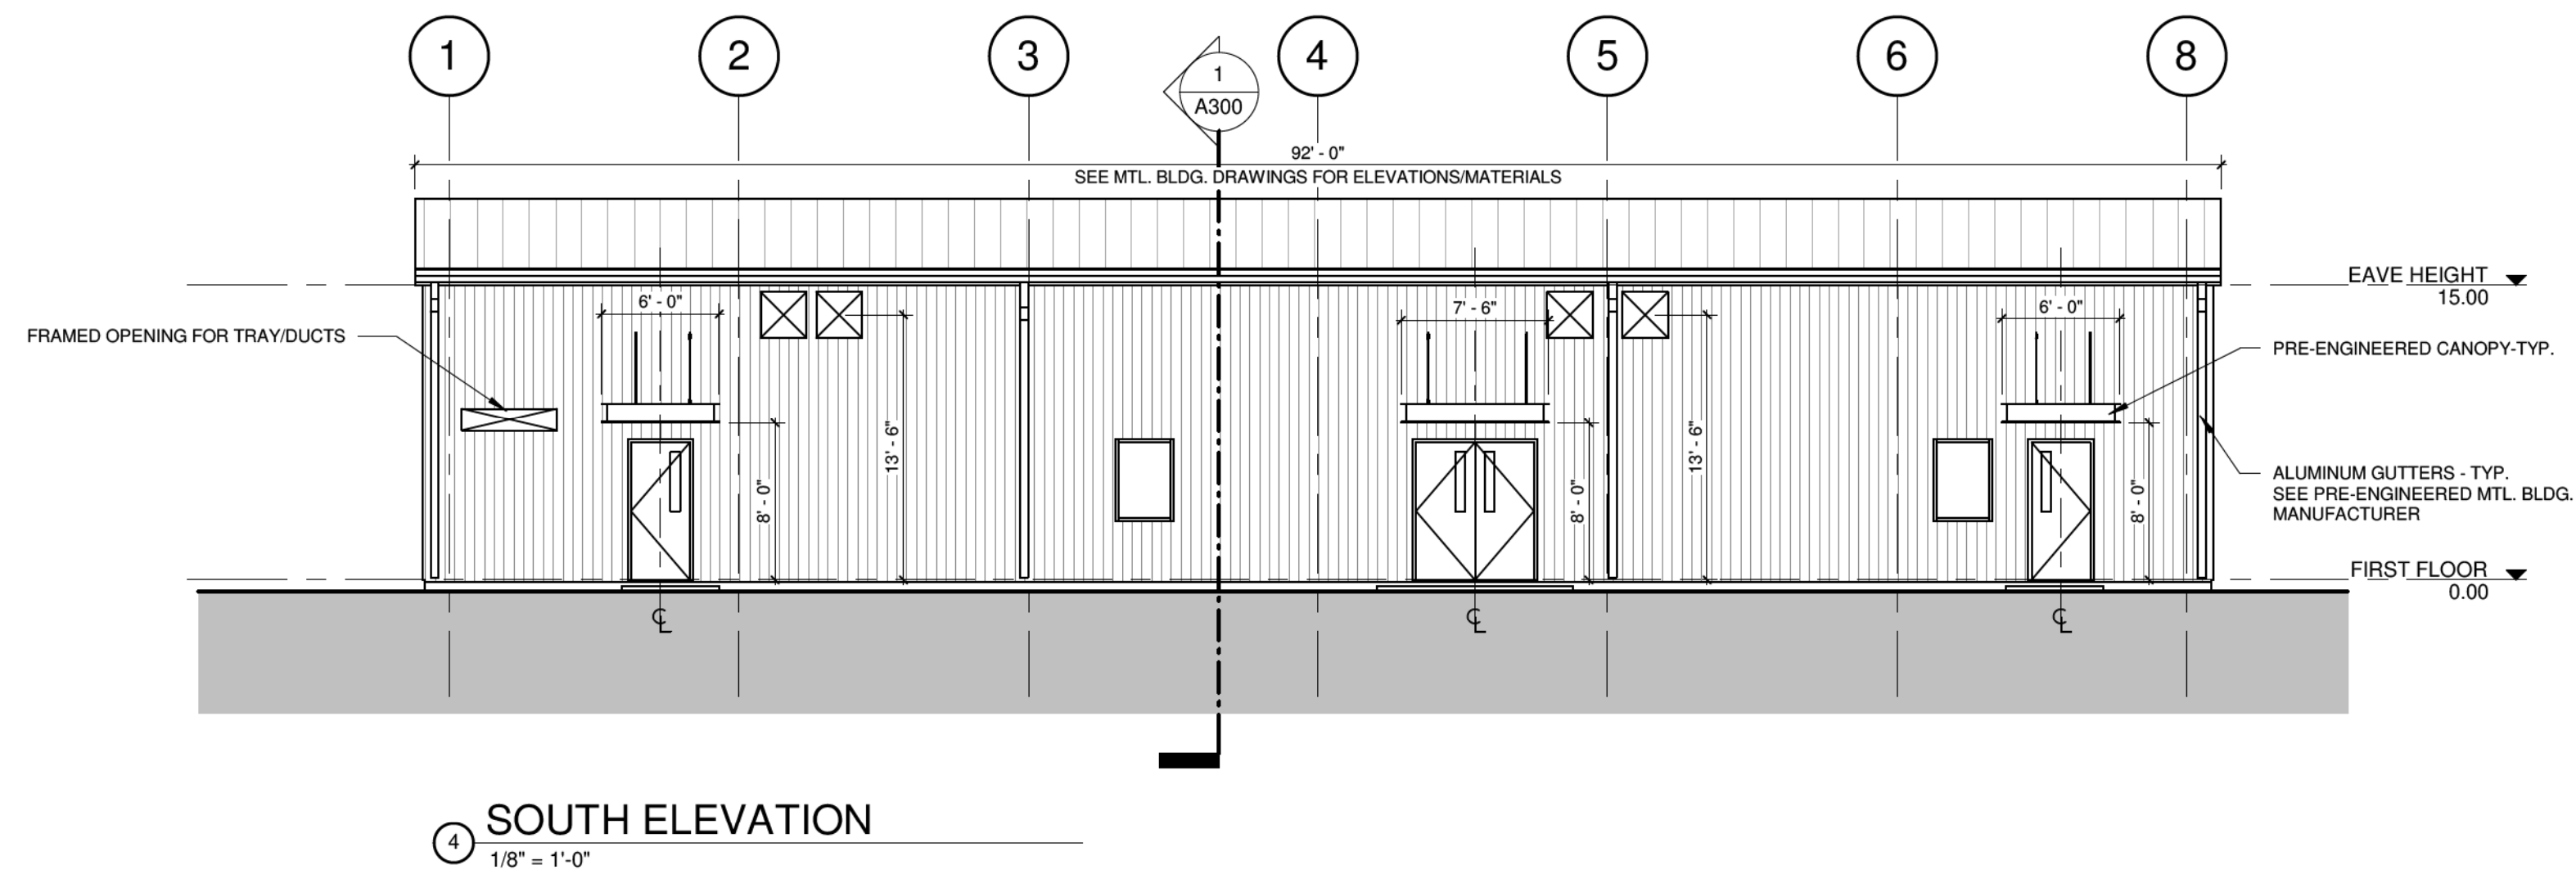 1
2
3
4
5
6
8
1
A300
92' - 0"
SEE MTL. BLDG. DRAWINGS FOR ELEVATIONS/MATERIALS
EAVE HEIGHT
15.00
6' - 0"
7' - 6"
6' - 0"
FRAMED OPENING FOR TRAY/DUCTS
PRE-ENGINEERED CANOPY-TYP.
13' - 6"
13' - 6"
8' - 0"
8' - 0"
8' - 0"
ALUMINUM GUTTERS - TYP.
SEE PRE-ENGINEERED MTL. BLDG.
MANUFACTURER
FIRST FLOOR
0.00
℄
℄
℄
4
SOUTH ELEVATION
1/8" = 1'-0"